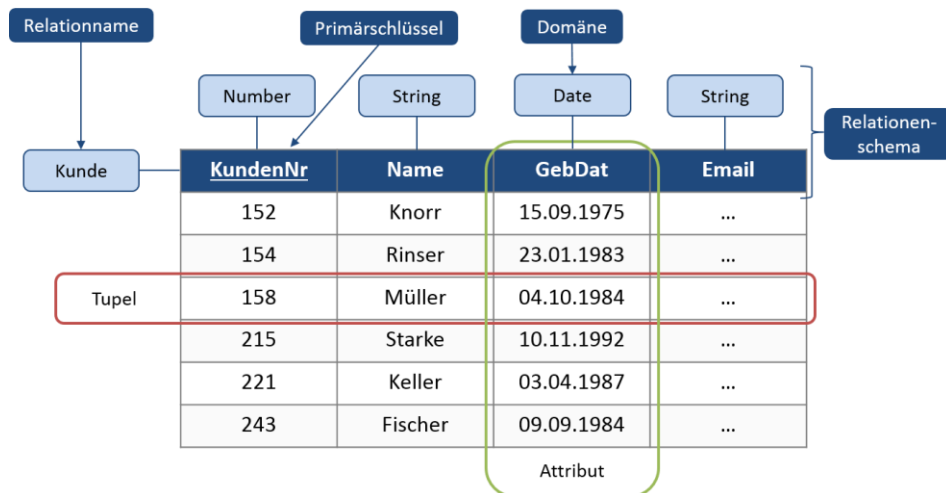 Relationname
Primärschlüssel
Domäne
Number
String
Date
String
Relationen-
schema
Kunde
KundenNr Name GebDat Email
152 Knorr 15.09.1975 ...
154 Rinser 23.01.1983 ...
Tupel 158 Müller 04.10.1984 ...
215 Starke 10.11.1992 ...
221 Keller 03.04.1987 ...
243 Fischer 09.09.1984 ...
Attribut